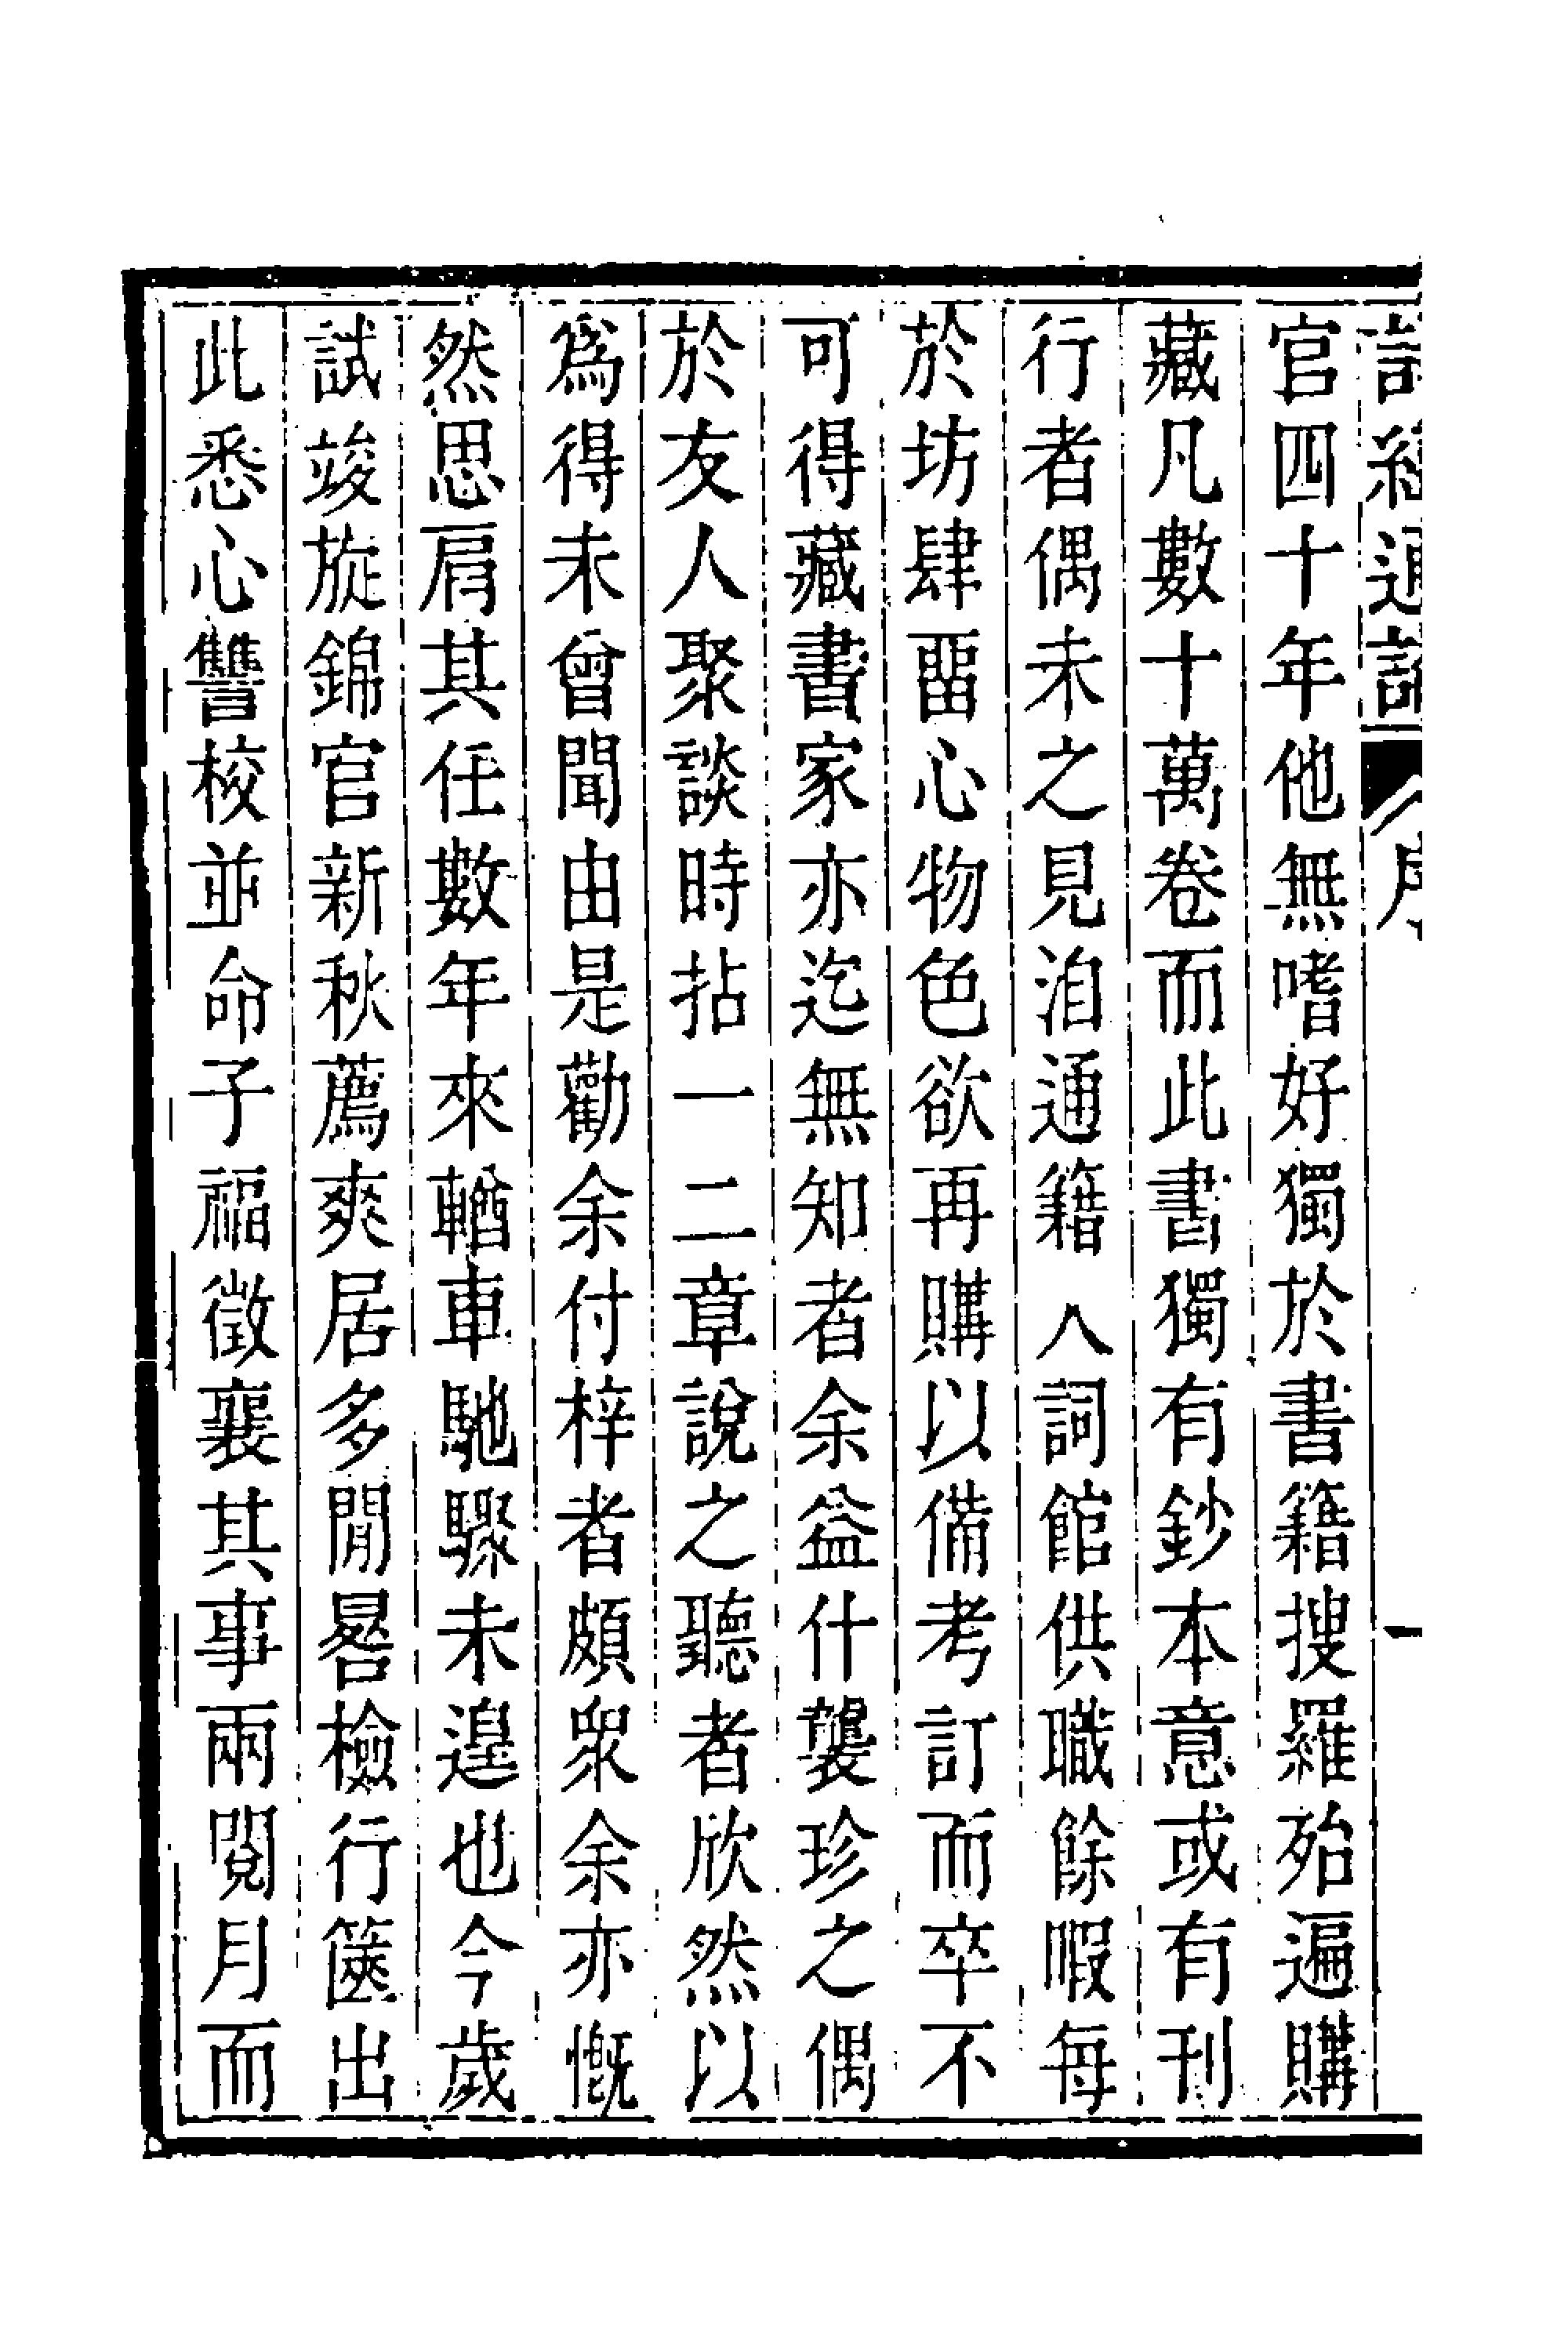 詩經通論 序 一
官四十年他無嗜好獨於書籍搜羅殆遍購
藏凡數十萬卷而此書獨有鈔本意或有刊
行者偶未之見洎通籍入詞館供職餘暇每
於坊肆畱心物色欲再購以備考訂而卒不
可得藏書家亦迄無知者余益什襲珍之偶
於友人聚談時拈一二章說之聽者欣然以
爲得未曾聞由是勸余付梓者頗衆余亦慨
然思肩其任數年來輶車馳驟未遑也今歲
試竣旋錦官新秋薦爽居多閒晷檢行篋出
此悉心讐校並命子福徵襄其事兩閱月而